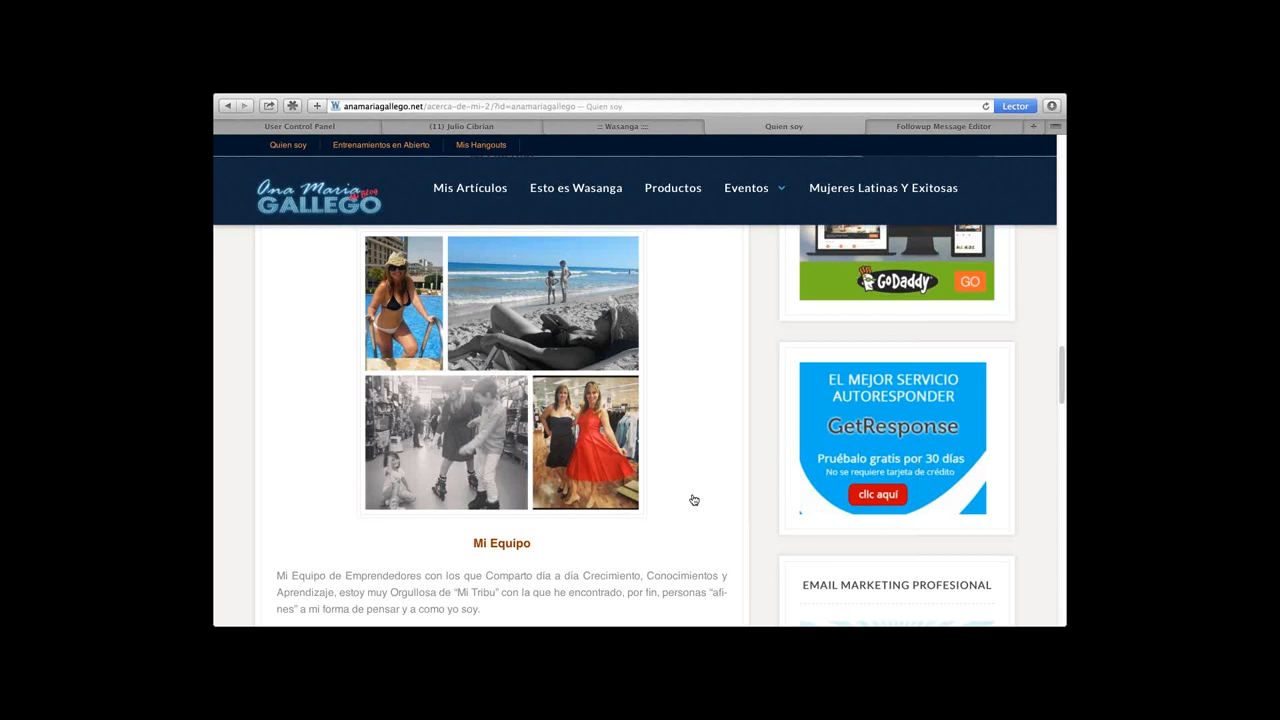 anamariagallego.net/acerca-de-mi-2/?id=anamariagallego — Quien soy
Lector
User Control Panel
(11) Julio Cibrian
::: Wasanga :::
Quien soy
Followup Message Editor
Quien soy
Entrenamientos en Abierto
Mis Hangouts
Ana Maria
GALLEGO
Mis Artículos
Esto es Wasanga
Productos
Eventos
Mujeres Latinas Y Exitosas
GoDaddy
GO
EL MEJOR SERVICIO
AUTORESPONDER
GetResponse
Pruébalo gratis por 30 días
No se requiere tarjeta de crédito
clic aquí
Mi Equipo
Mi Equipo de Emprendedores con los que Comparto día a día Crecimiento, Conocimientos y
Aprendizaje, estoy muy Orgullosa de “Mi Tribu” con la que he encontrado, por fin, personas “afi-
nes” a mi forma de pensar y a como yo soy.
EMAIL MARKETING PROFESIONAL